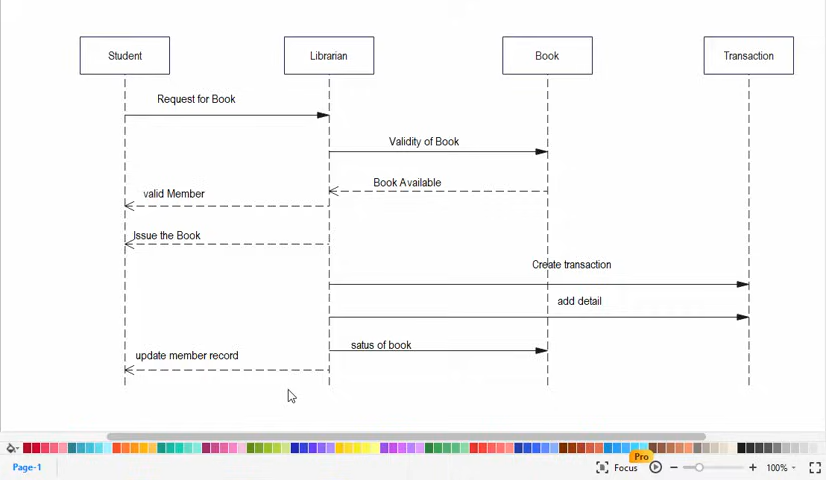 Student
Librarian
Book
Transaction
Request for Book
Validity of Book
Book Available
valid Member
Issue the Book
Create transaction
add detail
satus of book
update member record
Page-1
Focus
Pro
100%